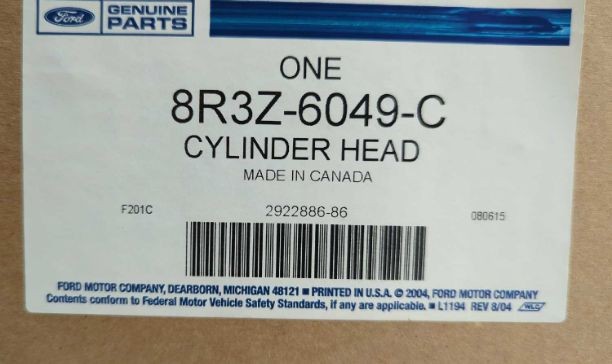 Ford GENUINE PARTS
ONE
8R3Z-6049-C
CYLINDER HEAD
MADE IN CANADA
F201C 2922886-86 080615
FORD MOTOR COMPANY, DEARBORN, MICHIGAN 48121 ■ PRINTED IN U.S.A. © 2004, FORD MOTOR COMPANY
Contents conform to Federal Motor Vehicle Safety Standards, if any are applicable. ■ L1194 REV 8/04 WLG